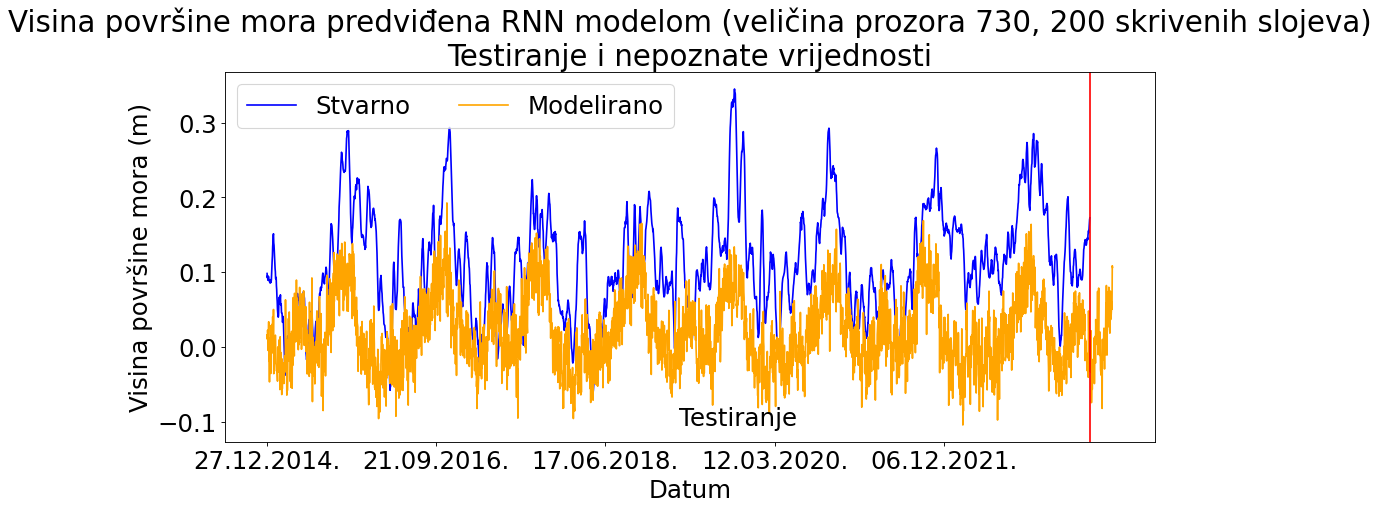 Visina površine mora predviđena RNN modelom (veličina prozora 730, 200 skrivenih slojeva)
Testiranje i nepoznate vrijednosti
Stvarno Modelirano
Visina površine mora (m)
0.3
0.2
0.1
0.0
−0.1
Testiranje
27.12.2014. 21.09.2016. 17.06.2018. 12.03.2020. 06.12.2021.
Datum